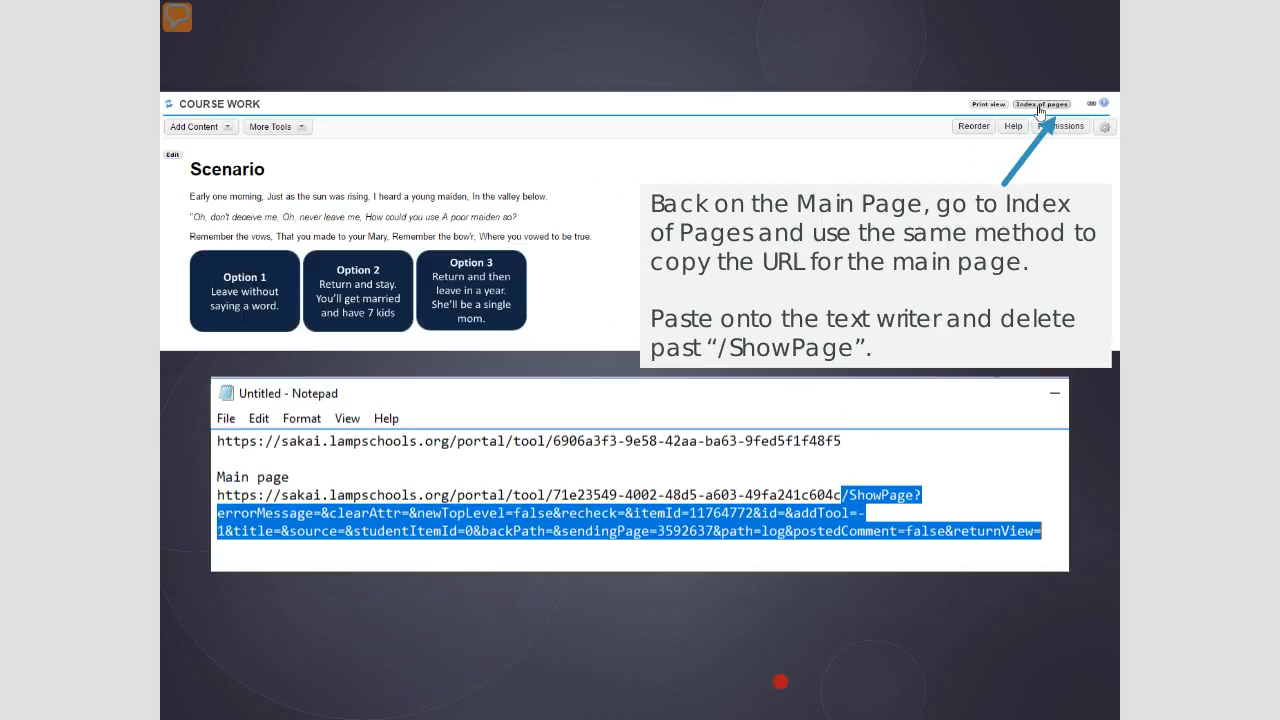 COURSE WORK
Print view
Index of pages
Add Content
More Tools
Reorder
Help
Edit
Scenario
Early one morning, Just as the sun was rising, I heard a young maiden, In the valley below.
"Oh, don't deceive me, Oh, never leave me, How could you use A poor maiden so?
Remember the vows, That you made to your Mary, Remember the bow'r, Where you vowed to be true.
Option 1
Leave without
saying a word.
Option 2
Return and stay.
You'll get married
and have 7 kids
Option 3
Return and then
leave in a year.
She'll be a single
mom.
Back on the Main Page, go to Index
of Pages and use the same method to
copy the URL for the main page.
Paste onto the text writer and delete
past “/ShowPage”.
Untitled - Notepad
File Edit Format View Help
https://sakai.lampschools.org/portal/tool/6906a3f3-9e58-42aa-ba63-9fed5f1f48f5
Main page
https://sakai.lampschools.org/portal/tool/71e23549-4002-48d5-a603-49fa241c604c/ShowPage?
errorMessage=&clearAttr=&newTopLevel=false&recheck=&itemId=11764772&id=&addTool=-
1&title=&source=&studentItemId=0&backPath=&sendingPage=3592637&path=log&postedComment=false&returnView=